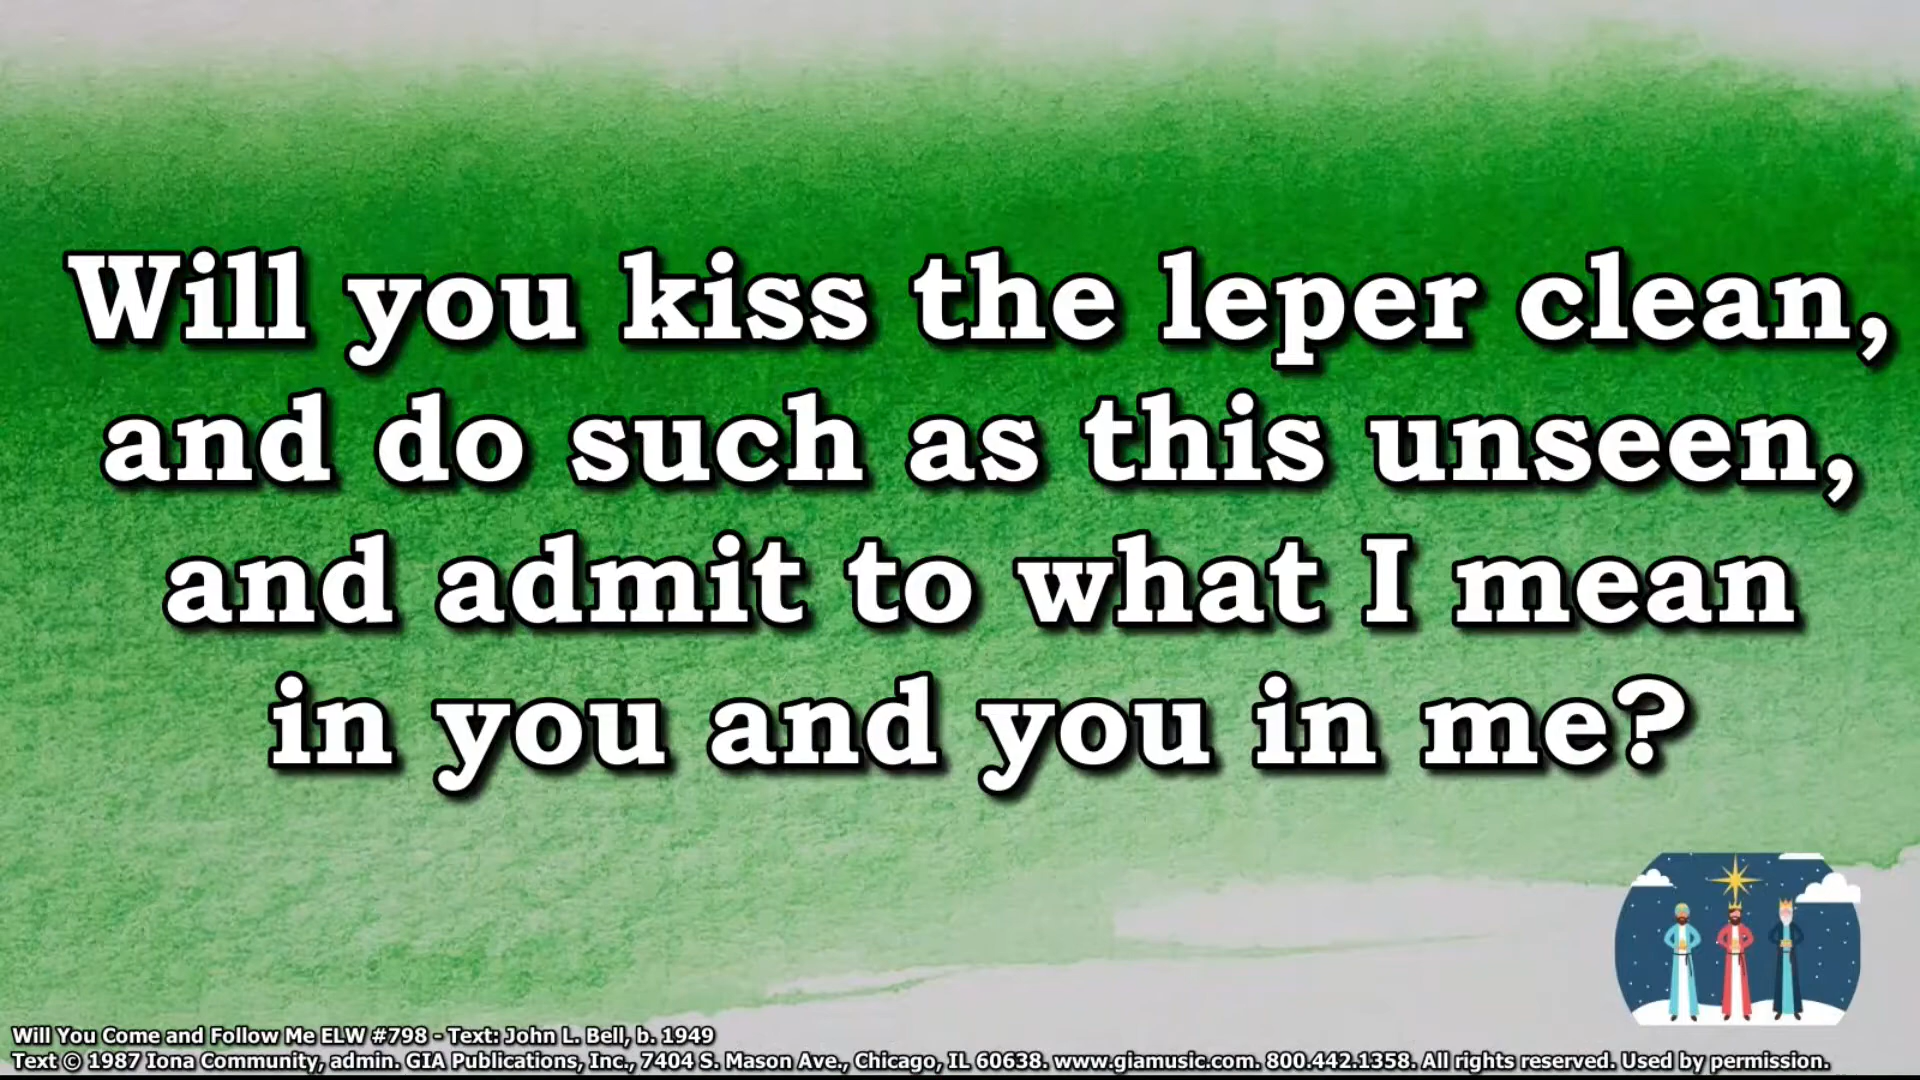 Will you kiss the leper clean,
and do such as this unseen,
and admit to what I mean
in you and you in me?
Will You Come and Follow Me ELW #798 - Text: John L. Bell, b. 1949
Text © 1987 Iona Community, admin. GIA Publications, Inc., 7404 S. Mason Ave., Chicago, IL 60638. www.giamusic.com. 800.442.1358. All rights reserved. Used by permission.